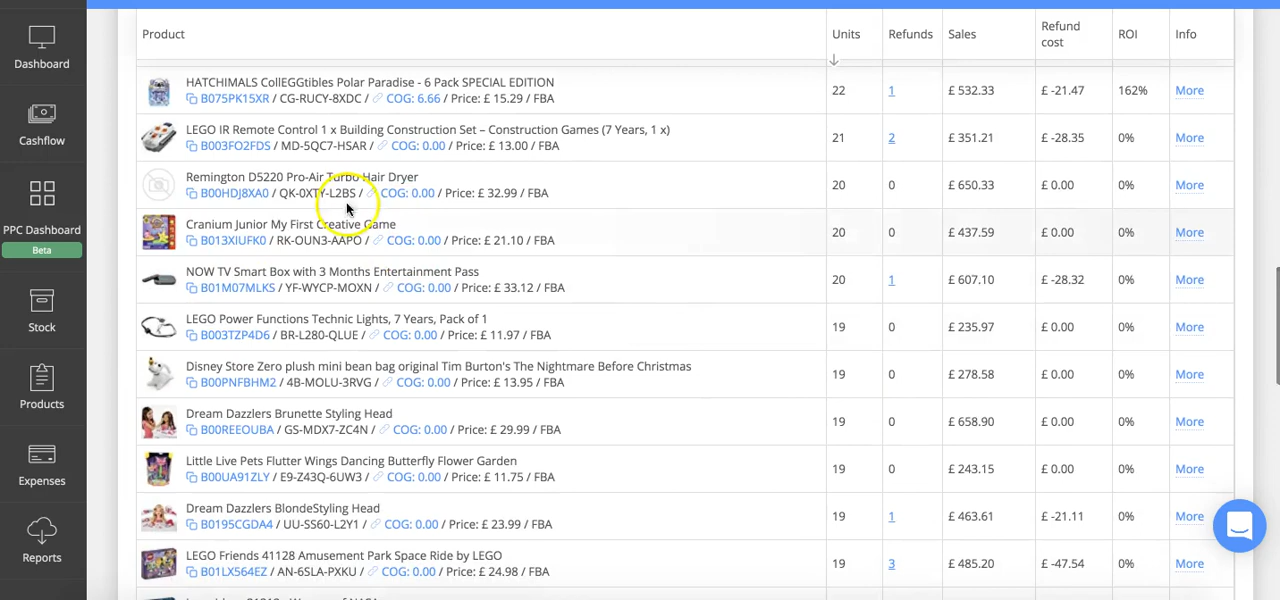 Dashboard
Cashflow
PPC Dashboard
Beta
Stock
Products
Expenses
Reports
Product Units Refunds Sales Refund cost ROI Info
HATCHIMALS CollEGGtibles Polar Paradise - 6 Pack SPECIAL EDITION
B075PK15XR / CG-RUCY-8XDC / COG: 6.66 / Price: £ 15.29 / FBA
22 1 £ 532.33 £ -21.47 162% More
LEGO IR Remote Control 1 x Building Construction Set – Construction Games (7 Years, 1 x)
B003FO2FDS / MD-5QC7-HSAR / COG: 0.00 / Price: £ 13.00 / FBA
21 2 £ 351.21 £ -28.35 0% More
Remington D5220 Pro-Air Turbo Hair Dryer
B00HDJ8XA0 / QK-0XTY-L2BS / COG: 0.00 / Price: £ 32.99 / FBA
20 0 £ 650.33 £ 0.00 0% More
Cranium Junior My First Creative Game
B013XIUFK0 / RK-OUN3-AAPO / COG: 0.00 / Price: £ 21.10 / FBA
20 0 £ 437.59 £ 0.00 0% More
NOW TV Smart Box with 3 Months Entertainment Pass
B01M07MLKS / YF-WYCP-MOXN / COG: 0.00 / Price: £ 33.12 / FBA
20 1 £ 607.10 £ -28.32 0% More
LEGO Power Functions Technic Lights, 7 Years, Pack of 1
B003TZP4D6 / BR-L280-QLUE / COG: 0.00 / Price: £ 11.97 / FBA
19 0 £ 235.97 £ 0.00 0% More
Disney Store Zero plush mini bean bag original Tim Burton's The Nightmare Before Christmas
B00PNFBHM2 / 4B-MOLU-3RVG / COG: 0.00 / Price: £ 13.95 / FBA
19 0 £ 278.58 £ 0.00 0% More
Dream Dazzlers Brunette Styling Head
B00REEOUBA / GS-MDX7-ZC4N / COG: 0.00 / Price: £ 29.99 / FBA
19 0 £ 658.90 £ 0.00 0% More
Little Live Pets Flutter Wings Dancing Butterfly Flower Garden
B00UA91ZLY / E9-Z43Q-6UW3 / COG: 0.00 / Price: £ 11.75 / FBA
19 0 £ 243.15 £ 0.00 0% More
Dream Dazzlers BlondeStyling Head
B0195CGDA4 / UU-SS60-L2Y1 / COG: 0.00 / Price: £ 23.99 / FBA
19 1 £ 463.61 £ -21.11 0% More
LEGO Friends 41128 Amusement Park Space Ride by LEGO
B01LX564EZ / AN-6SLA-PXKU / COG: 0.00 / Price: £ 24.98 / FBA
19 3 £ 485.20 £ -47.54 0% More